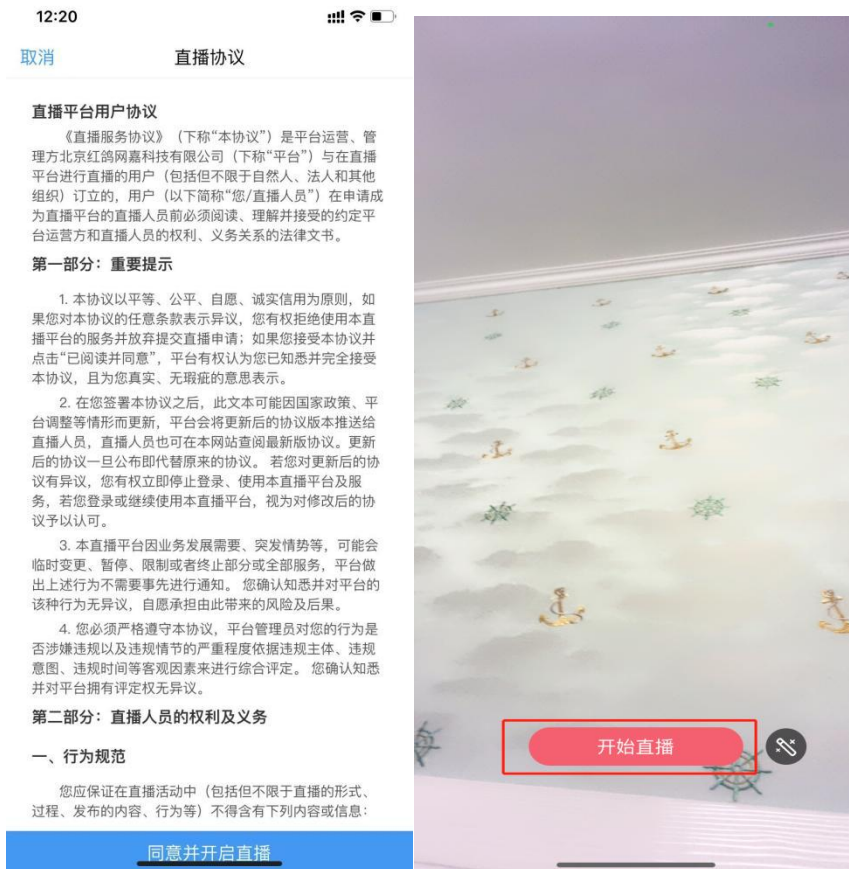 12:20
取消
直播协议
直播平台用户协议
《直播服务协议》（下称“本协议”）是平台运营、管
理方北京红鸽网嘉科技有限公司（下称“平台”）与在直播
平台进行直播的用户（包括但不限于自然人、法人和其他
组织）订立的，用户（以下简称“您/直播人员”）在申请成
为直播平台的直播人员前必须阅读、理解并接受的约定平
台运营方和直播人员的权利、义务关系的法律文书。
第一部分：重要提示
1. 本协议以平等、公平、自愿、诚实信用为原则，如
果您对本协议的任意条款表示异议，您有权拒绝使用本直
播平台的服务并放弃提交直播申请；如果您接受本协议并
点击“已阅读并同意”，平台有权认为您已知悉并完全接受
本协议，且为您真实、无瑕疵的意思表示。
2. 在您签署本协议之后，此文本可能因国家政策、平
台调整等情形而更新，平台会将更新后的协议版本推送给
直播人员，直播人员也可在本网站查阅最新版协议。更新
后的协议一旦公布即代替原来的协议。 若您对更新后的协
议有异议，您有权立即停止登录、使用本直播平台及服
务，若您登录或继续使用本直播平台，视为对修改后的协
议予以认可。
3. 本直播平台因业务发展需要、突发情势等，可能会
临时变更、暂停、限制或者终止部分或全部服务，平台做
出上述行为不需要事先进行通知。 您确认知悉并对平台的
该种行为无异议，自愿承担由此带来的风险及后果。
4. 您必须严格遵守本协议，平台管理员对您的行为是
否涉嫌违规以及违规情节的严重程度依据违规主体、违规
意图、违规时间等客观因素来进行综合评定。 您确认知悉
并对平台拥有评定权无异议。
第二部分：直播人员的权利及义务
一、行为规范
您应保证在直播活动中（包括但不限于直播的形式、
过程、发布的内容、行为等）不得含有下列内容或信息：
同意并开启直播
开始直播